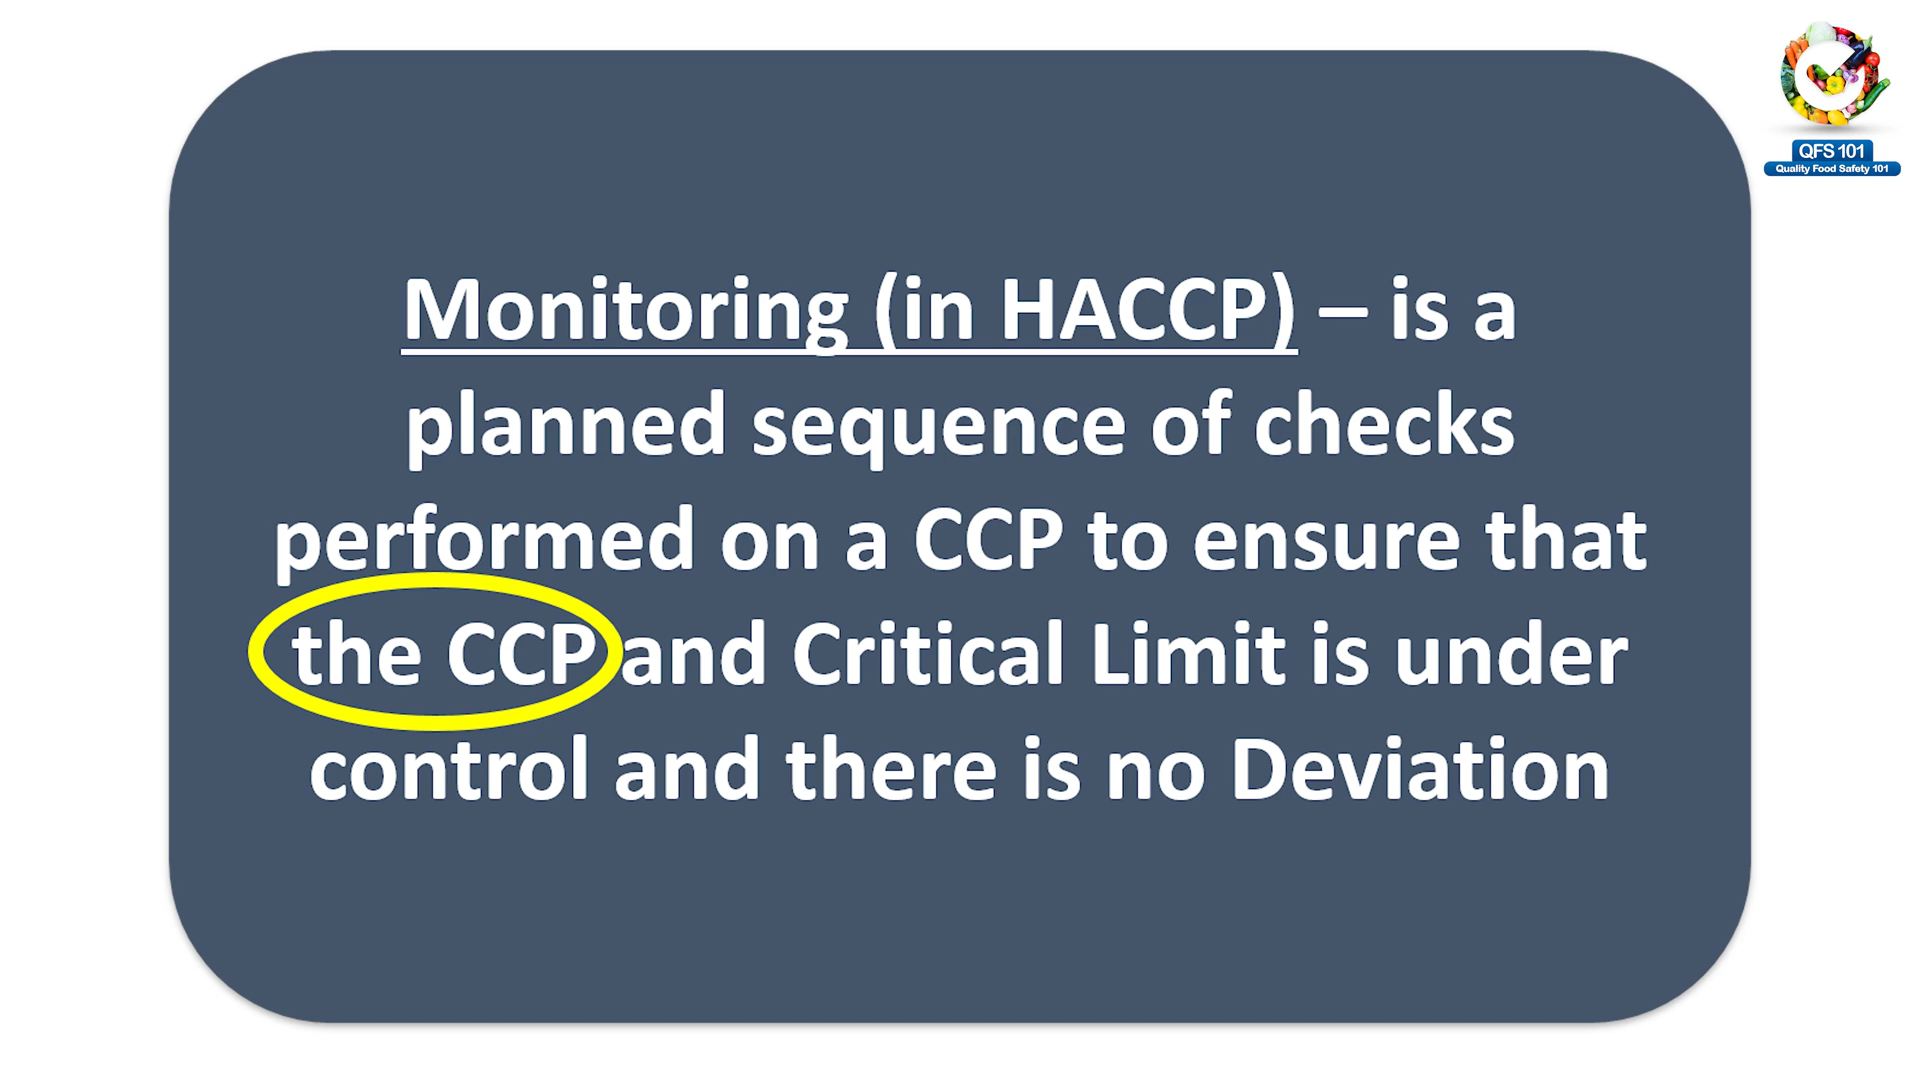 QFS 101
Quality Food Safety 101
Monitoring (in HACCP) – is a
planned sequence of checks
performed on a CCP to ensure that
the CCP and Critical Limit is under
control and there is no Deviation